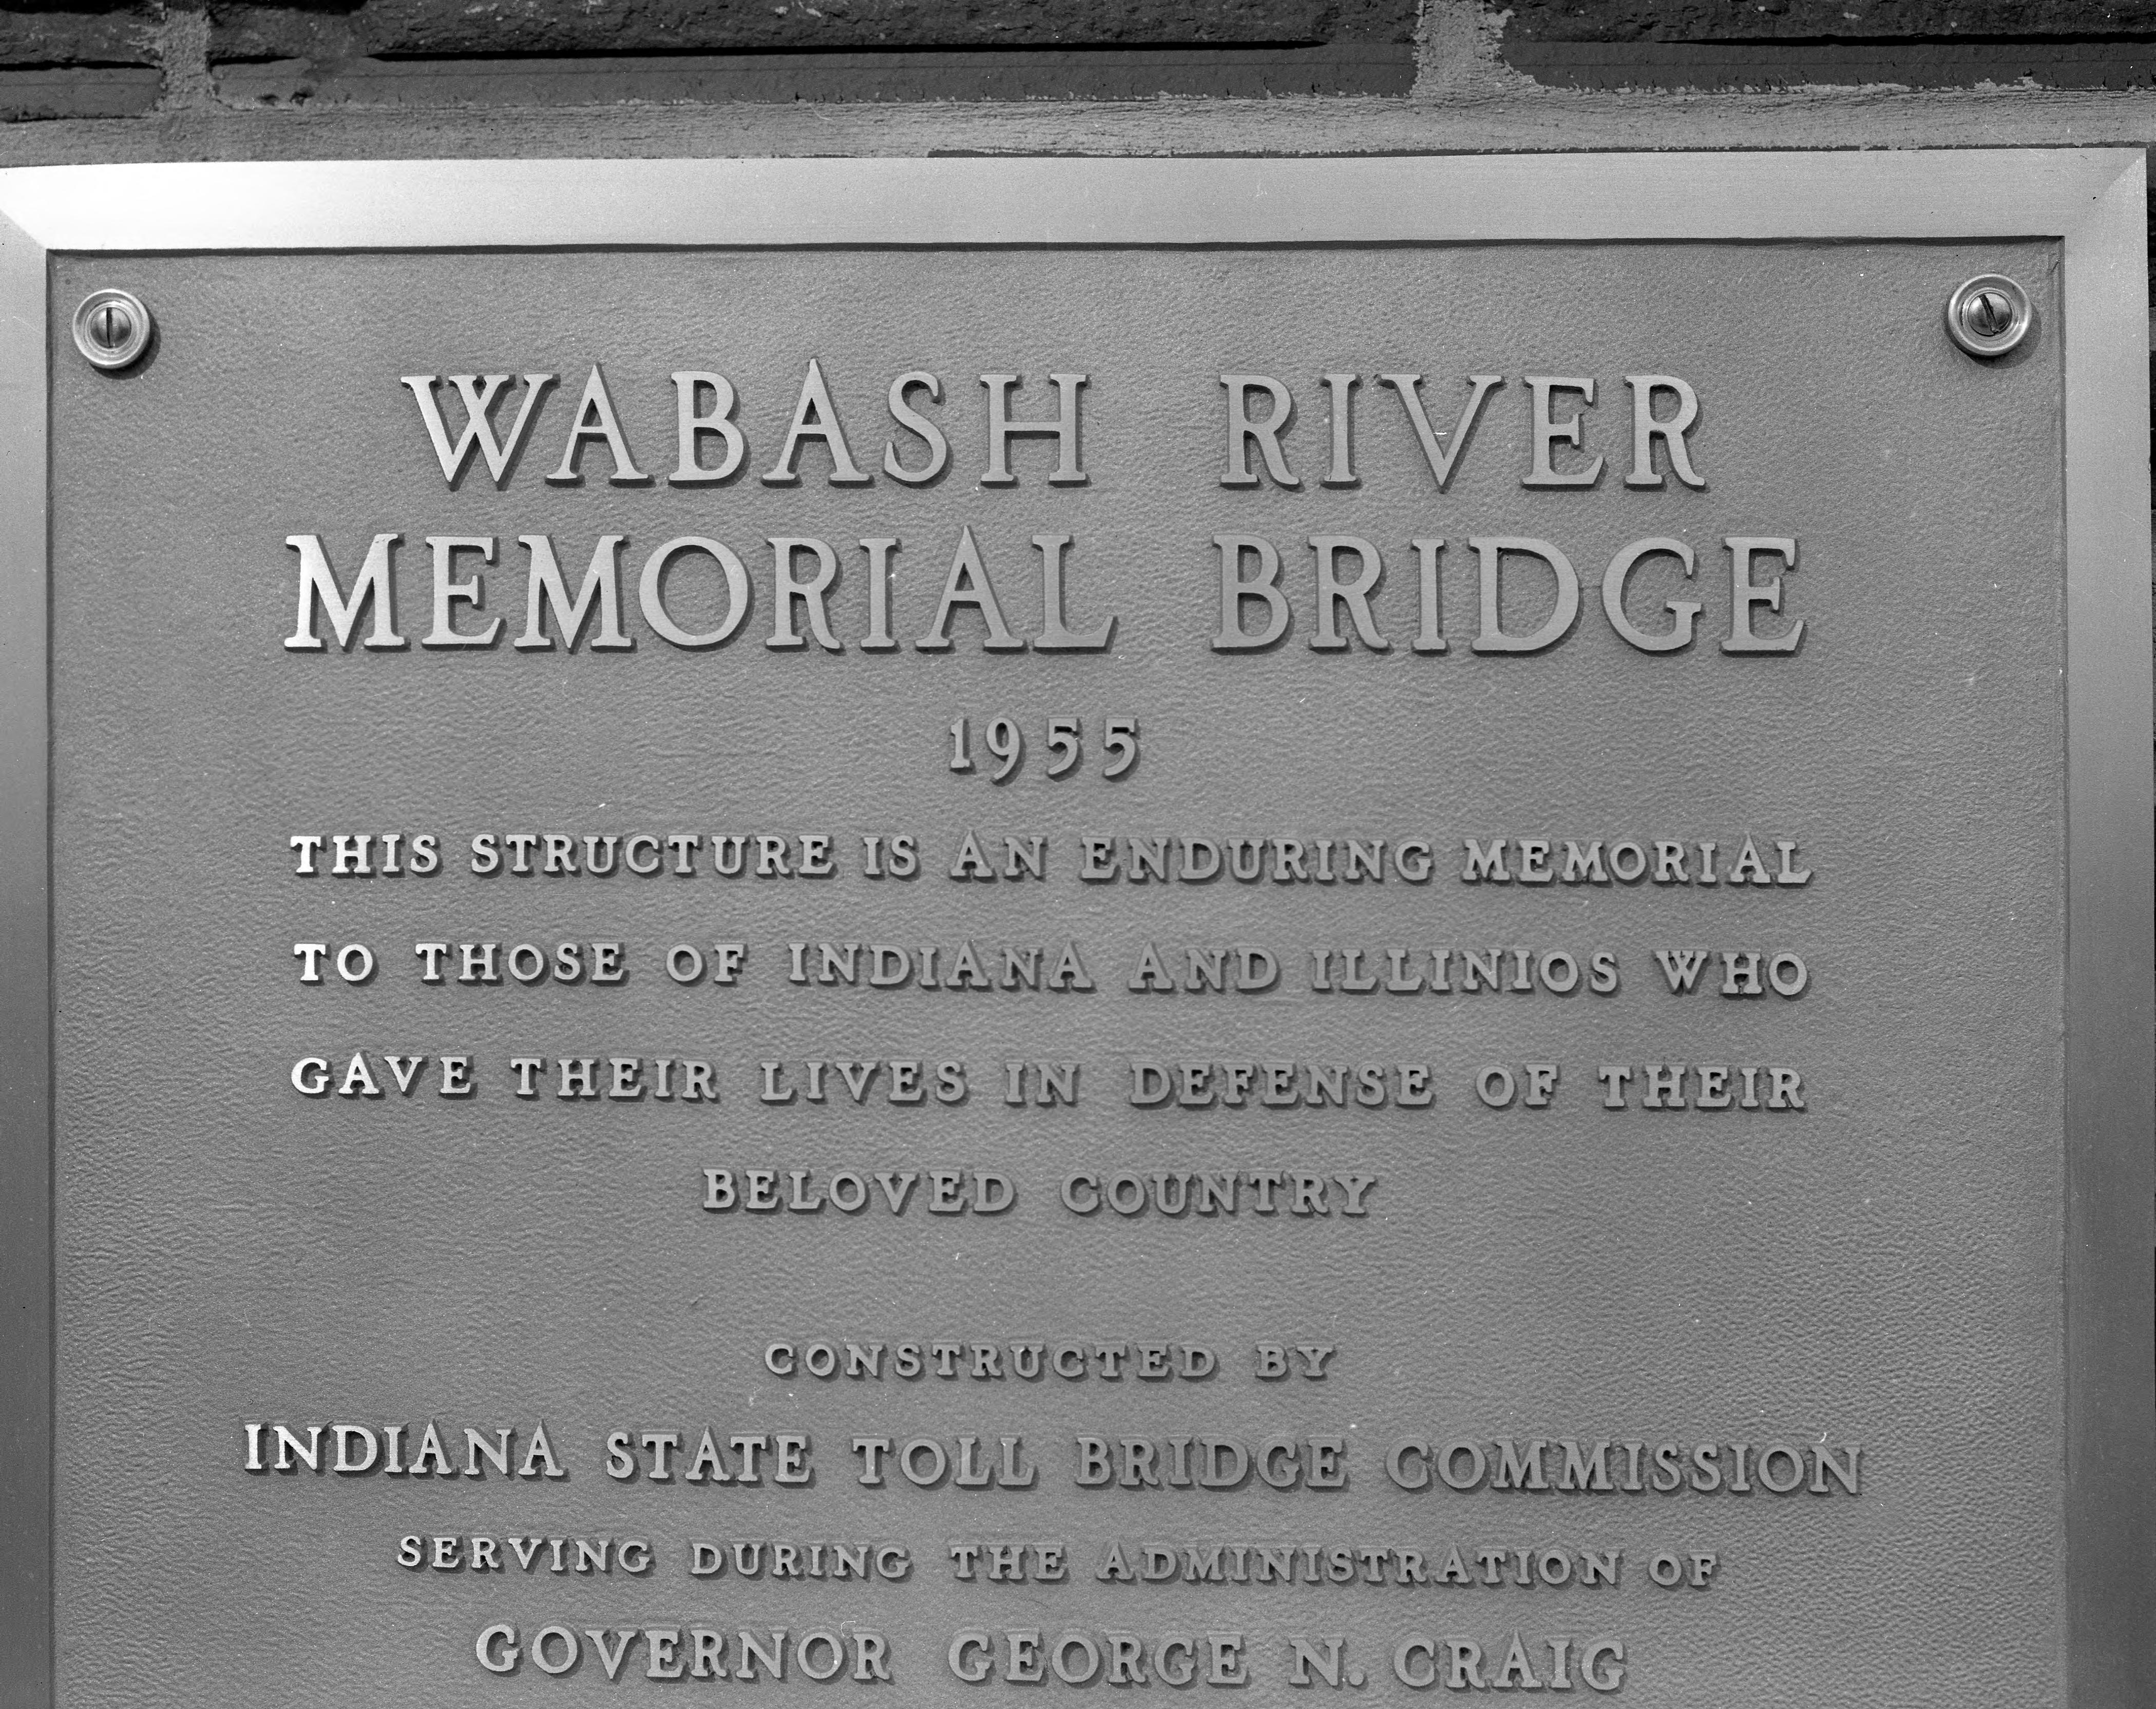 WABASH RIVER
MEMORIAL BRIDGE
1955
THIS STRUCTURE IS AN ENDURING MEMORIAL
TO THOSE OF INDIANA AND ILLINIOS WHO
GAVE THEIR LIVES IN DEFENSE OF THEIR
BELOVED COUNTRY
CONSTRUCTED BY
INDIANA STATE TOLL BRIDGE COMMISSION
SERVING DURING THE ADMINISTRATION OF
GOVERNOR GEORGE N. CRAIG